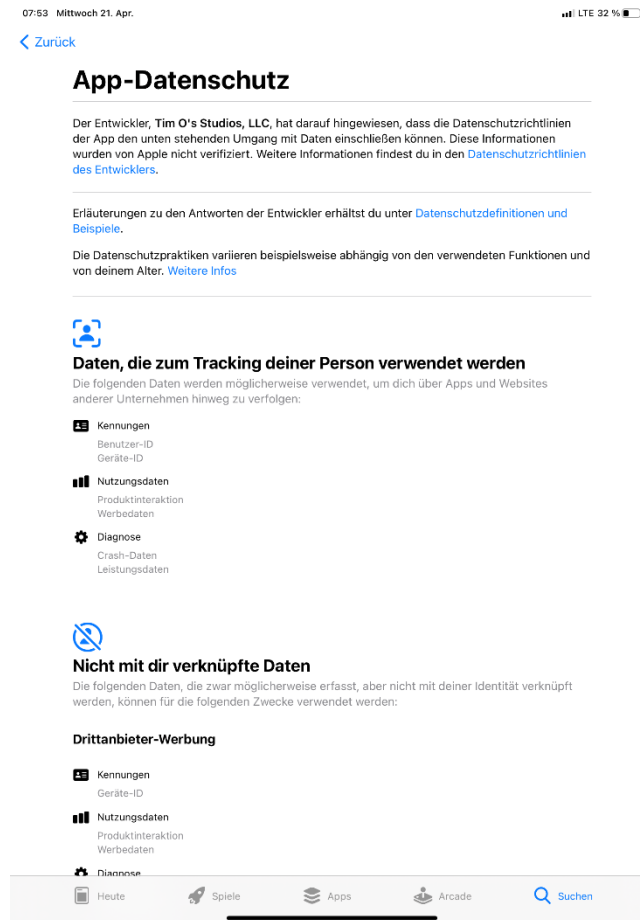 07:53 Mittwoch 21. Apr.
LTE 32 %
Zurück
App-Datenschutz
Der Entwickler, Tim O's Studios, LLC, hat darauf hingewiesen, dass die Datenschutzrichtlinien
der App den unten stehenden Umgang mit Daten einschließen können. Diese Informationen
wurden von Apple nicht verifiziert. Weitere Informationen findest du in den Datenschutzrichtlinien
des Entwicklers.
Erläuterungen zu den Antworten der Entwickler erhältst du unter Datenschutzdefinitionen und
Beispiele.
Die Datenschutzpraktiken variieren beispielsweise abhängig von den verwendeten Funktionen und
von deinem Alter. Weitere Infos
Daten, die zum Tracking deiner Person verwendet werden
Die folgenden Daten werden möglicherweise verwendet, um dich über Apps und Websites
anderer Unternehmen hinweg zu verfolgen:
Kennungen
Benutzer-ID
Geräte-ID
Nutzungsdaten
Produktinteraktion
Werbedaten
Diagnose
Crash-Daten
Leistungsdaten
Nicht mit dir verknüpfte Daten
Die folgenden Daten, die zwar möglicherweise erfasst, aber nicht mit deiner Identität verknüpft
werden, können für die folgenden Zwecke verwendet werden:
Drittanbieter-Werbung
Kennungen
Geräte-ID
Nutzungsdaten
Produktinteraktion
Werbedaten
Diagnose
Heute
Spiele
Apps
Arcade
Suchen